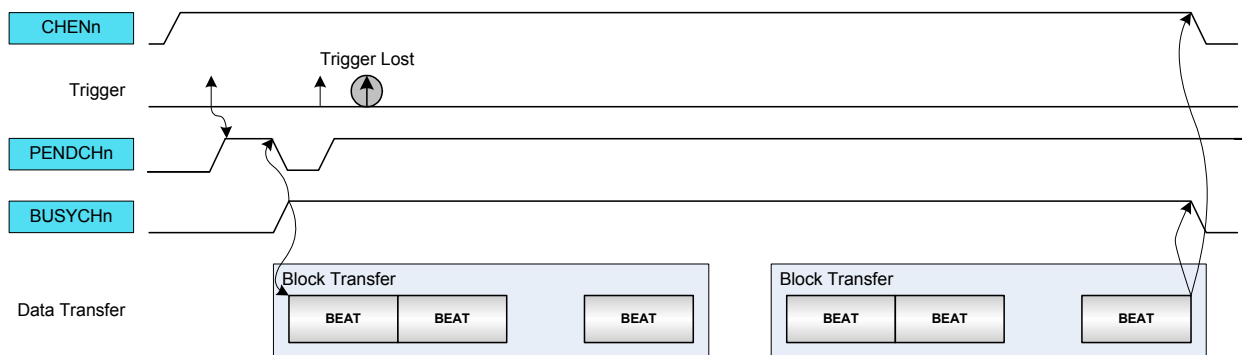 CHENn
Trigger Lost
Trigger
PENDCHn
BUSYCHn
Block Transfer
Block Transfer
Data Transfer
BEAT
BEAT
BEAT
BEAT
BEAT
BEAT